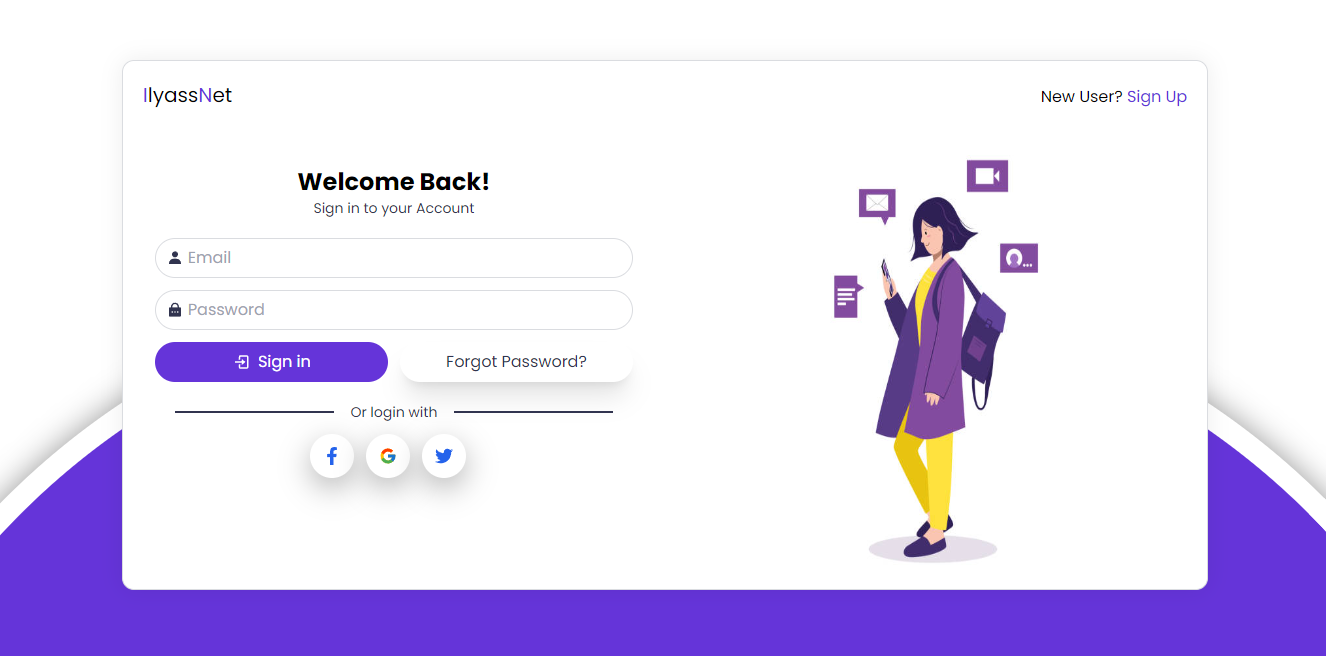 IlyassNet
New User? Sign Up
Welcome Back!
Sign in to your Account
Email
Password
Sign in
Forgot Password?
Or login with